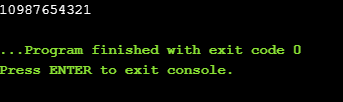 10987654321
...Program finished with exit code 0
Press ENTER to exit console.